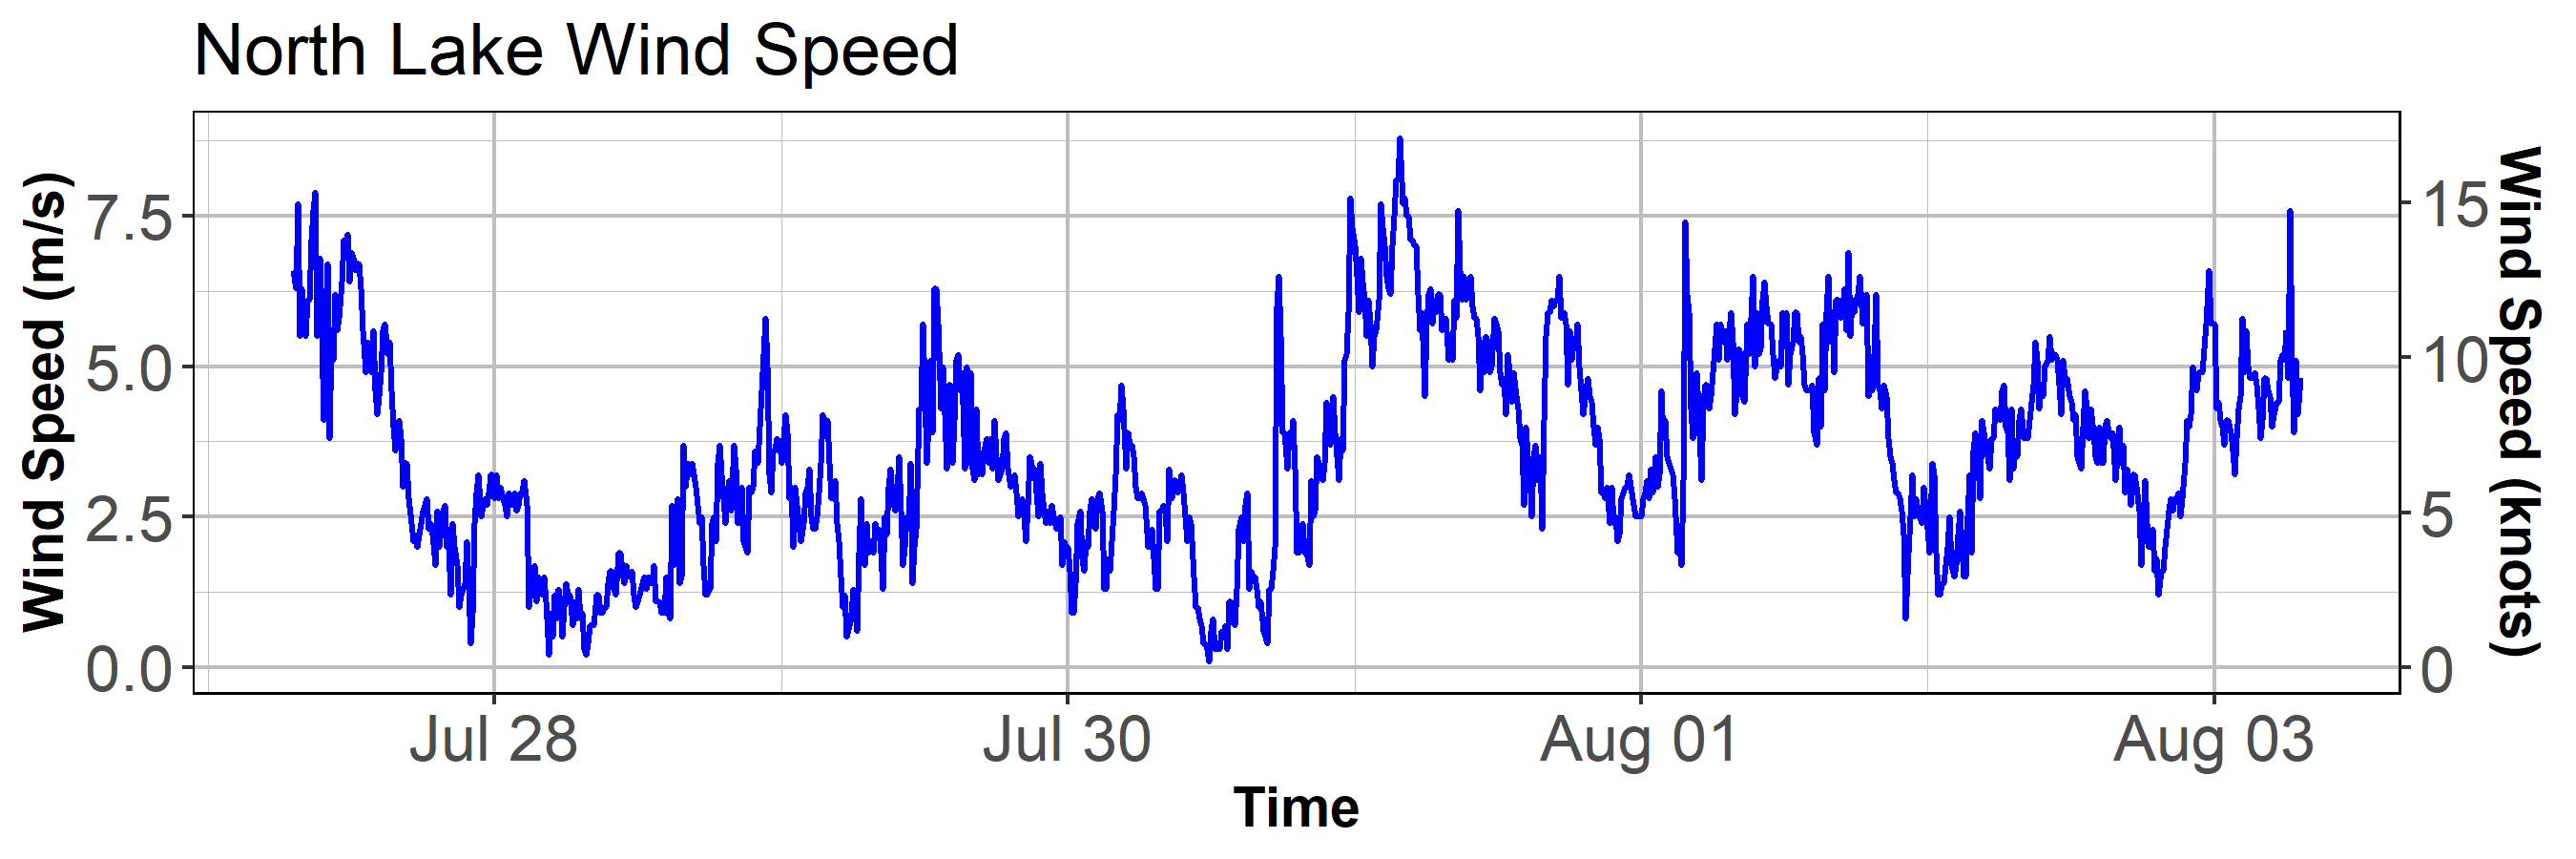 North Lake Wind Speed
Wind Speed (m/s)
7.5
5.0
2.5
0.0
15
10
5
0
Wind Speed (knots)
Jul 28
Jul 30
Aug 01
Aug 03
Time